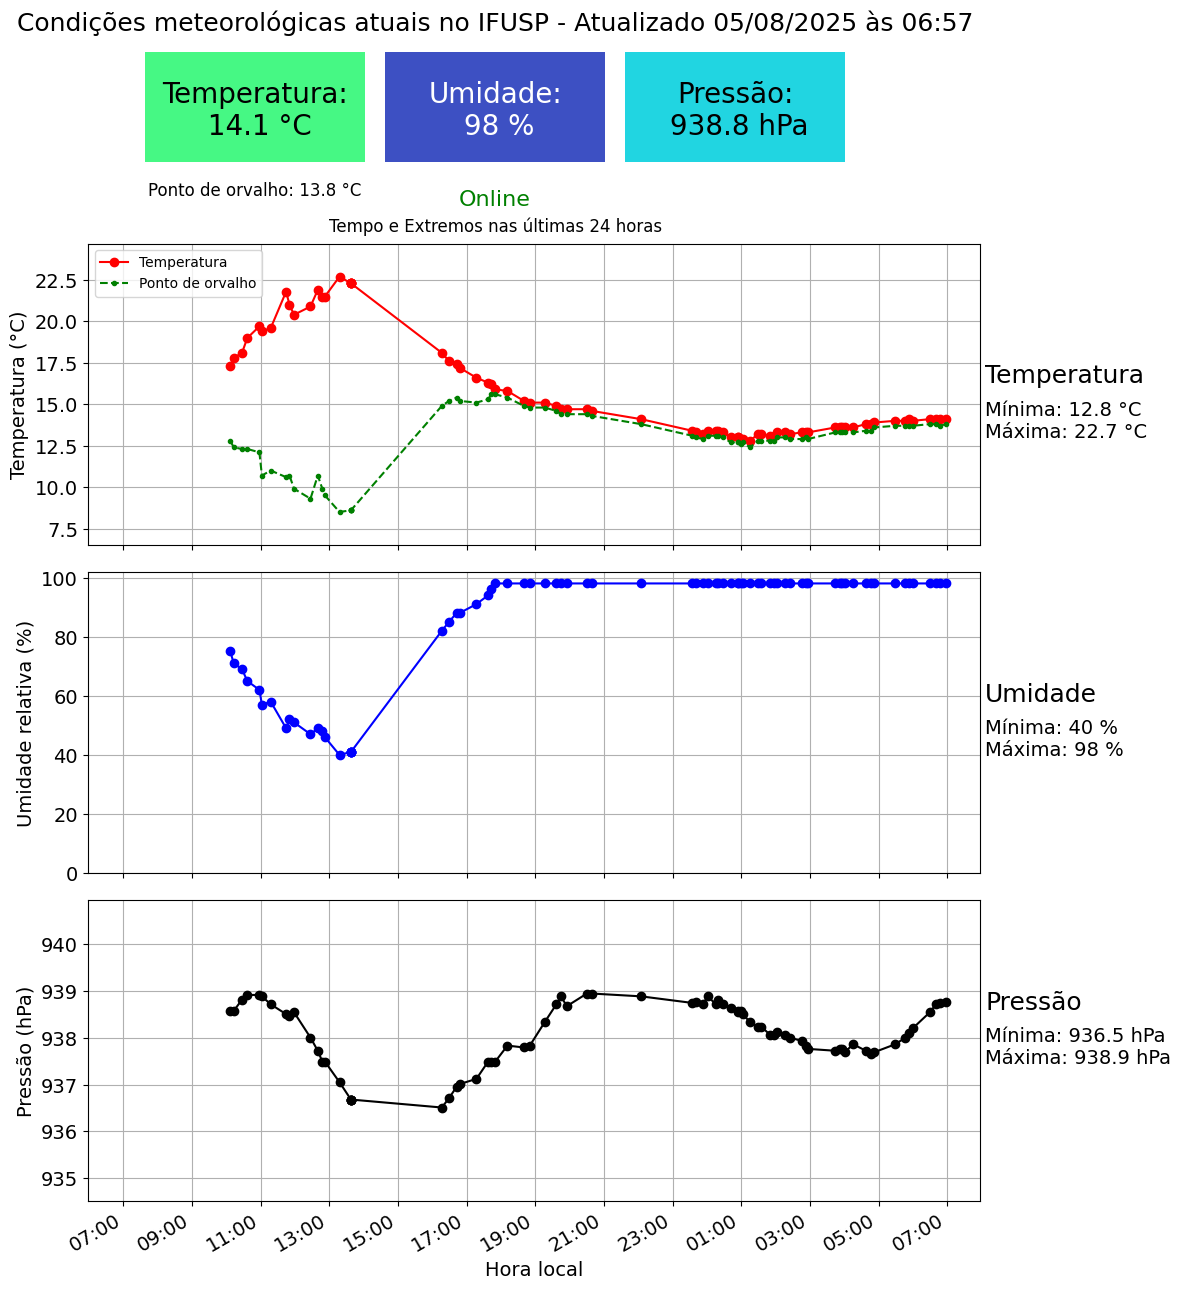 Condições meteorológicas atuais no IFUSP - Atualizado 05/08/2025 às 06:57
Temperatura:
14.1 °C
Umidade:
98 %
Pressão:
938.8 hPa
Ponto de orvalho: 13.8 °C
Online
Tempo e Extremos nas últimas 24 horas
Temperatura
Ponto de orvalho
Temperatura (°C)
22.5
20.0
17.5
15.0
12.5
10.0
7.5
Temperatura
Mínima: 12.8 °C
Máxima: 22.7 °C
Umidade relativa (%)
100
80
60
40
20
0
Umidade
Mínima: 40 %
Máxima: 98 %
Pressão (hPa)
940
939
938
937
936
935
Pressão
Mínima: 936.5 hPa
Máxima: 938.9 hPa
07:00 09:00 11:00 13:00 15:00 17:00 19:00 21:00 23:00 01:00 03:00 05:00 07:00
Hora local